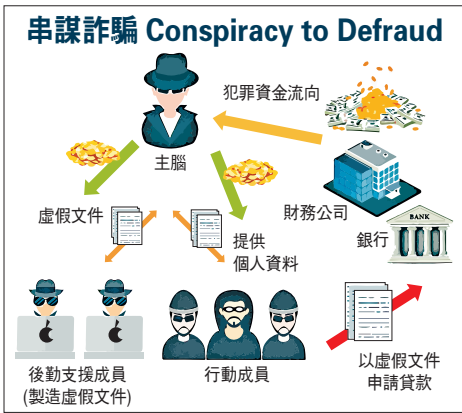 串謀詐騙 Conspiracy to Defraud
犯罪資金流向
主腦
財務公司
BANK
銀行
虛假文件
提供
個人資料
後勤支援成員
(製造虛假文件)
行動成員
以虛假文件
申請貸款